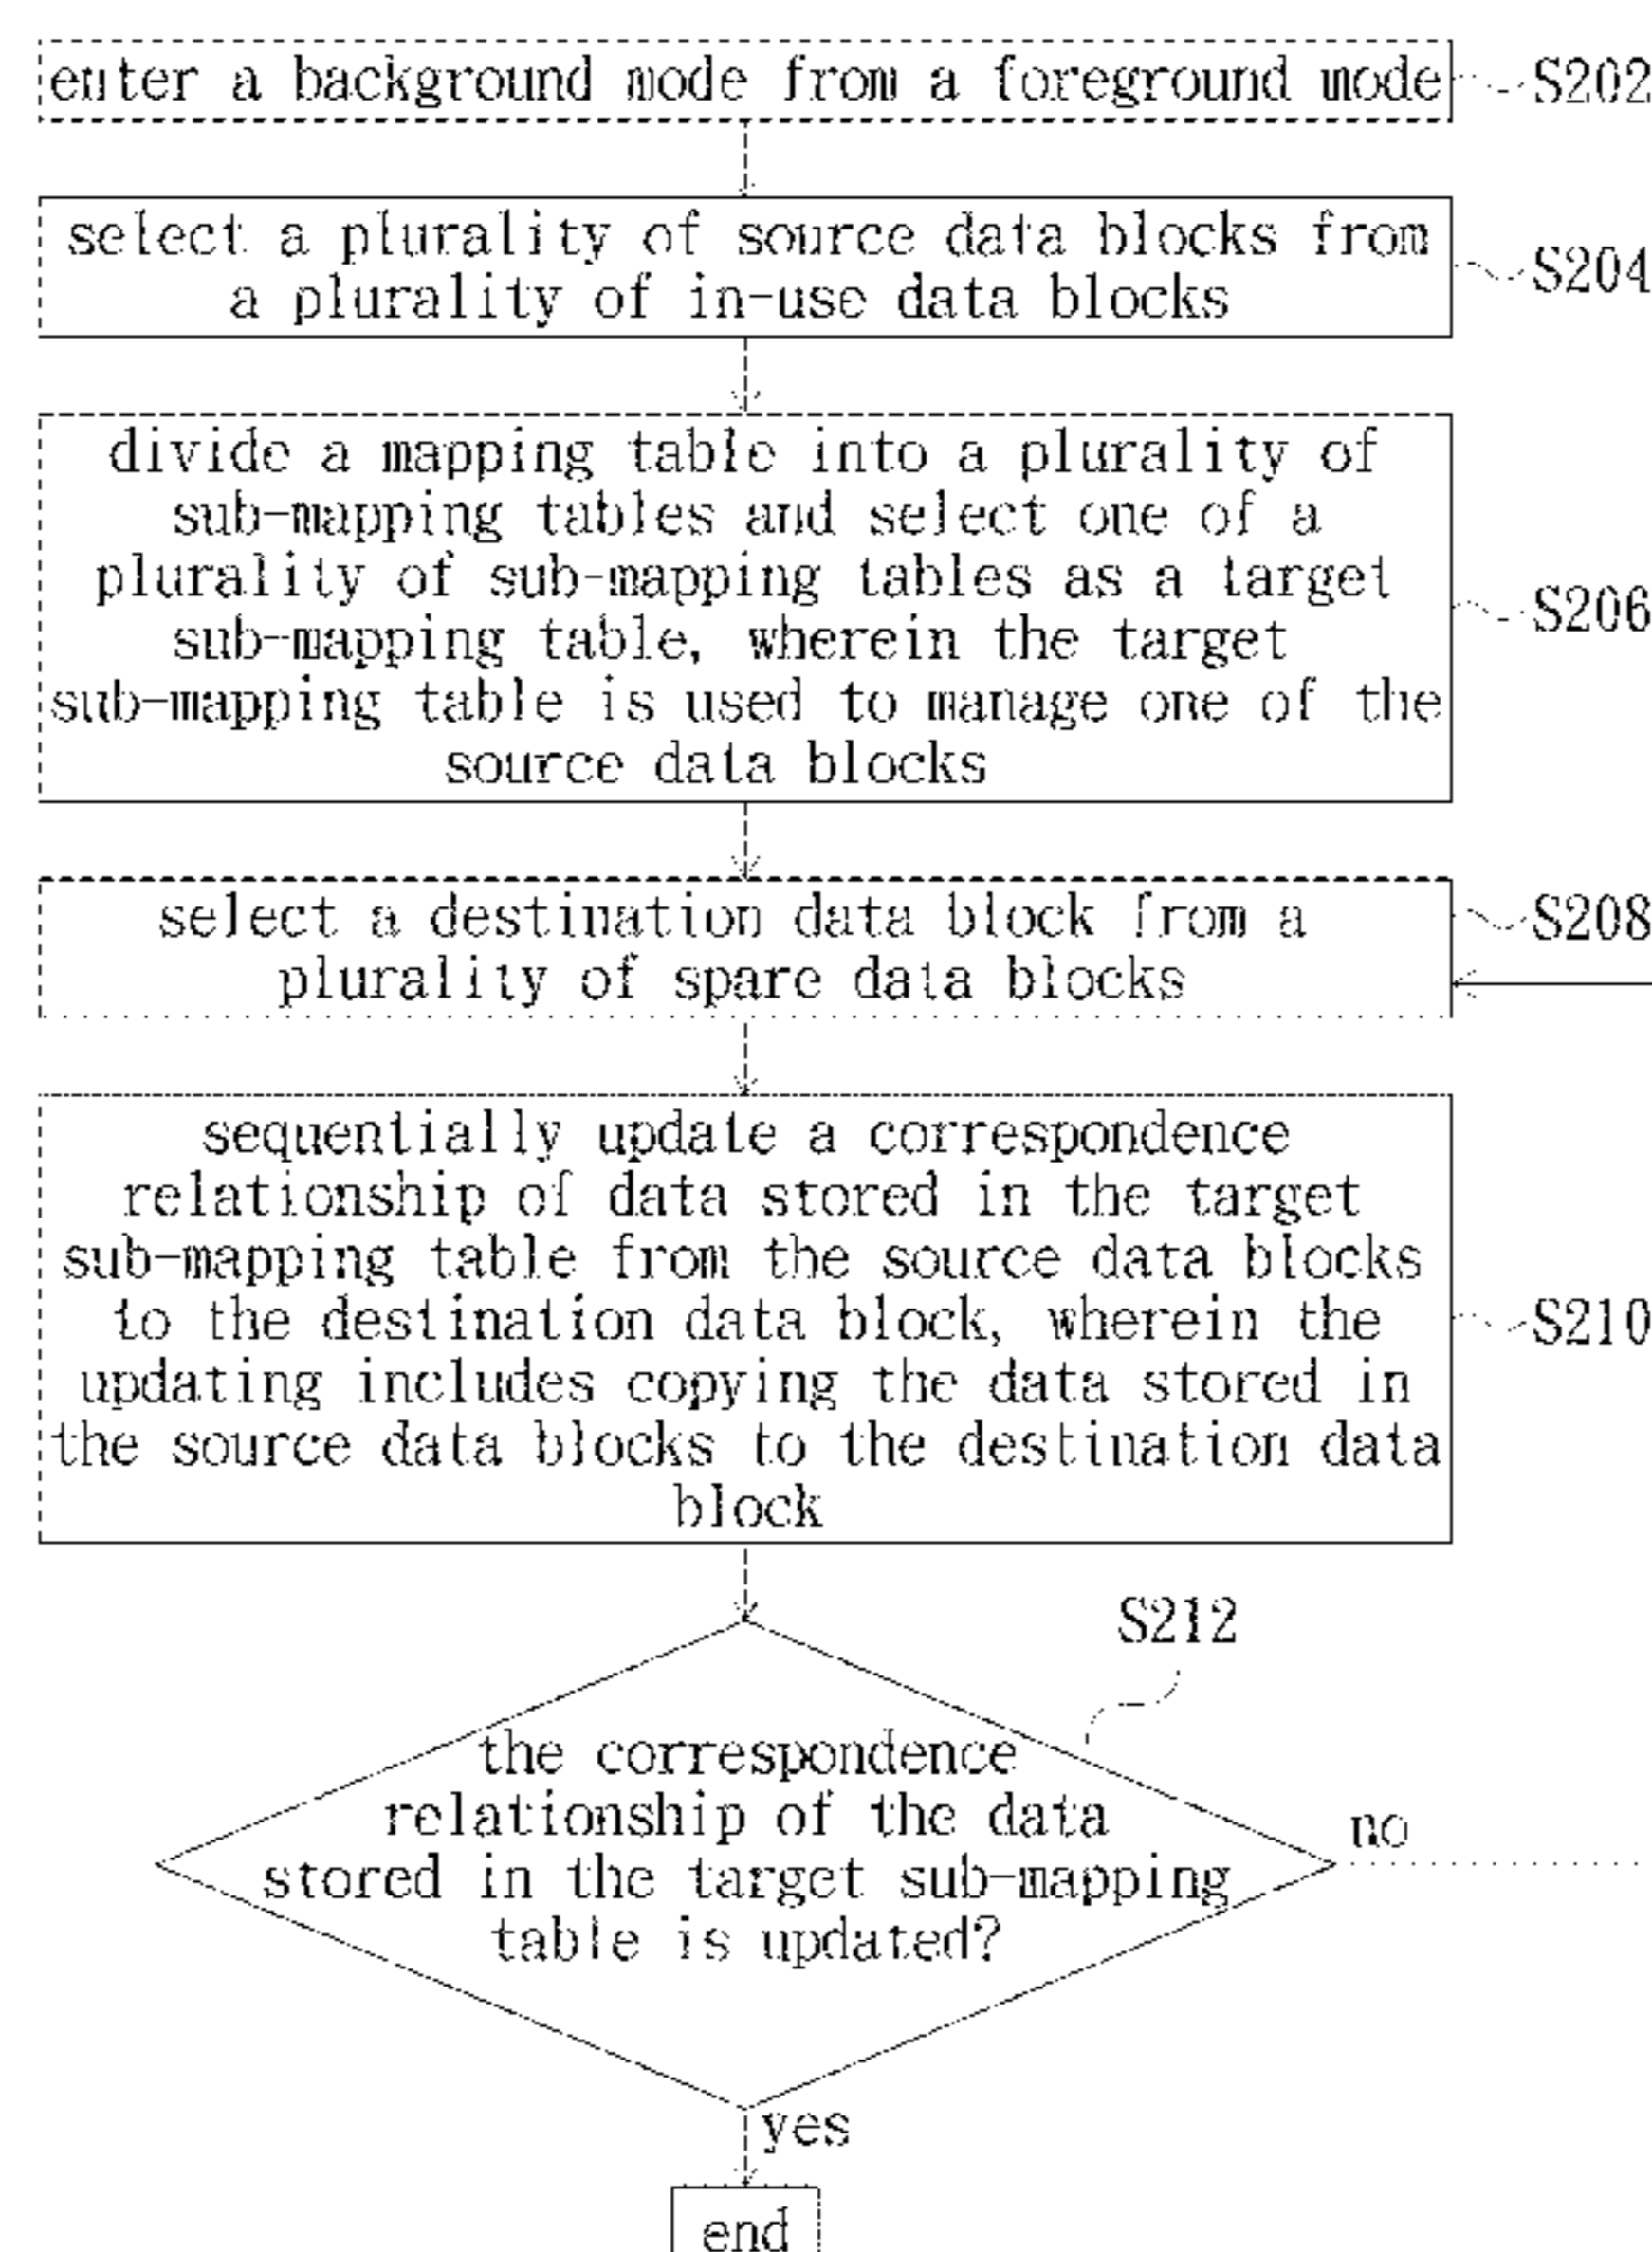 enter a background mode from a foreground mode
S202
select a plurality of source data blocks from
a plurality of in-use data blocks
S204
divide a mapping table into a plurality of
sub-mapping tables and select one of a
plurality of sub-mapping tables as a target
sub-mapping table, wherein the target
sub-mapping table is used to manage one of the
source data blocks
S206
select a destination data block from a
plurality of spare data blocks
S208
sequentially update a correspondence
relationship of data stored in the target
sub-mapping table from the source data blocks
to the destination data block, wherein the
updating includes copying the data stored in
the source data blocks to the destination data
block
S210
S212
the correspondence
relationship of the data
stored in the target sub-mapping
table is updated?
no
yes
end